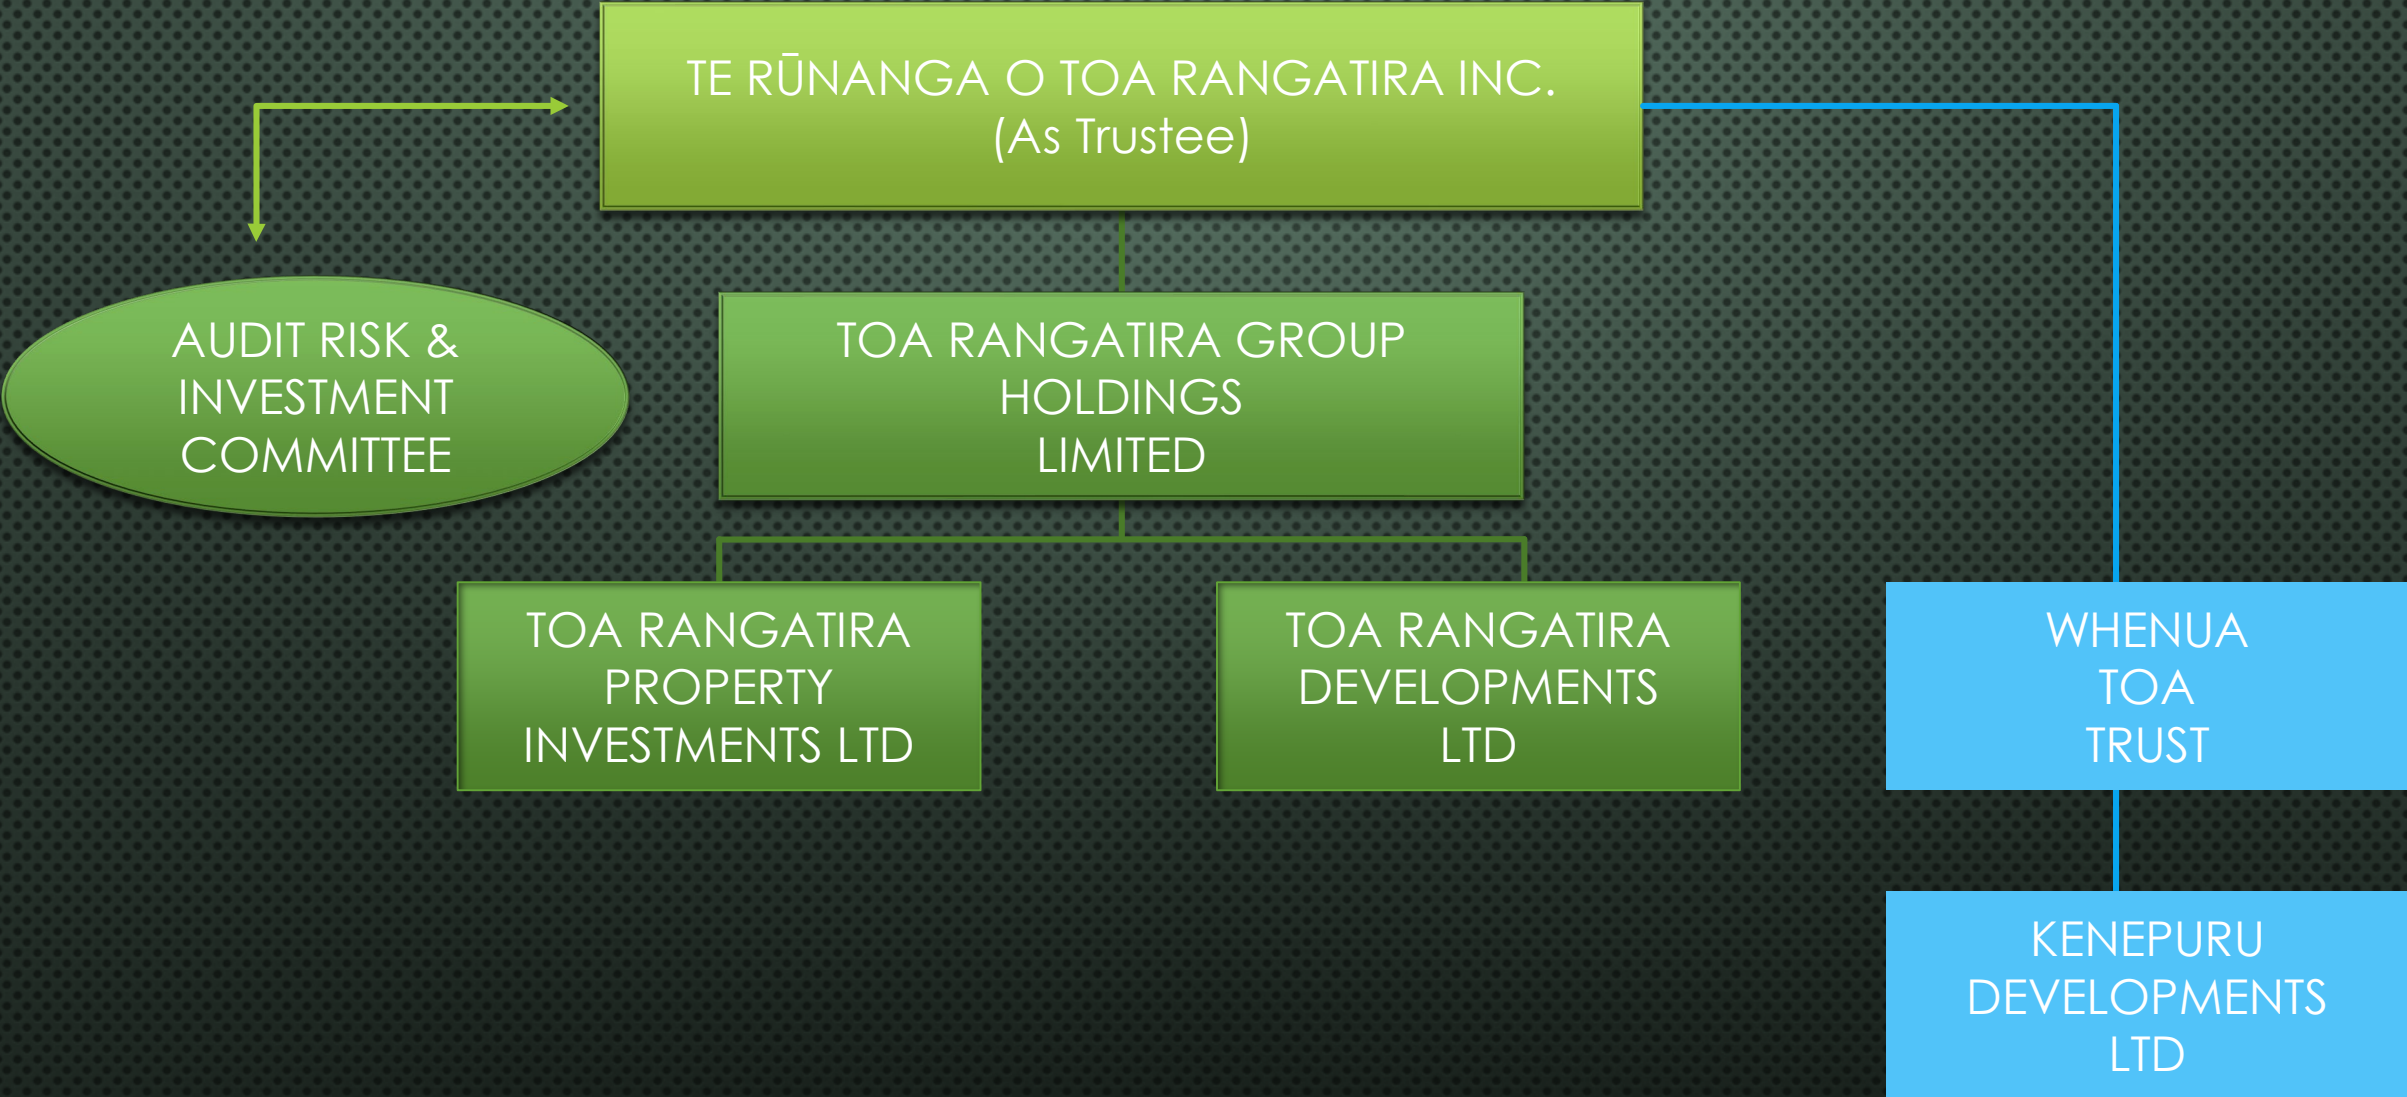 TE RŪNANGA O TOA RANGATIRA INC.
(As Trustee)
AUDIT RISK &
INVESTMENT
COMMITTEE
TOA RANGATIRA GROUP
HOLDINGS
LIMITED
TOA RANGATIRA
PROPERTY
INVESTMENTS LTD
TOA RANGATIRA
DEVELOPMENTS
LTD
WHENUA
TOA
TRUST
KENEPURU
DEVELOPMENTS
LTD